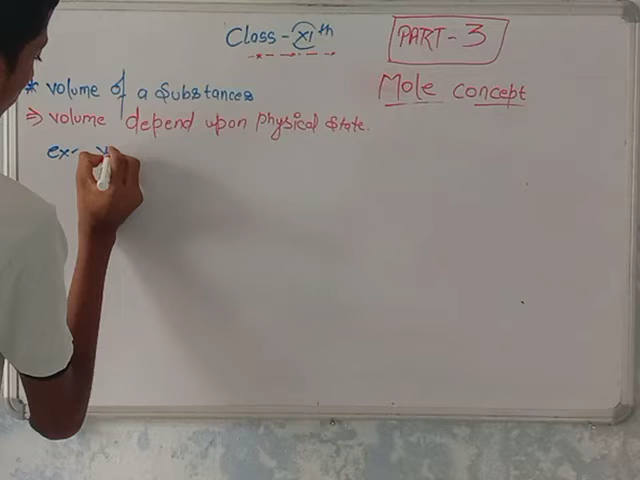 Class - XIth
PART - 3
Mole concept
* Volume of a Substances
⇒ Volume depend upon physical state.
ex:-